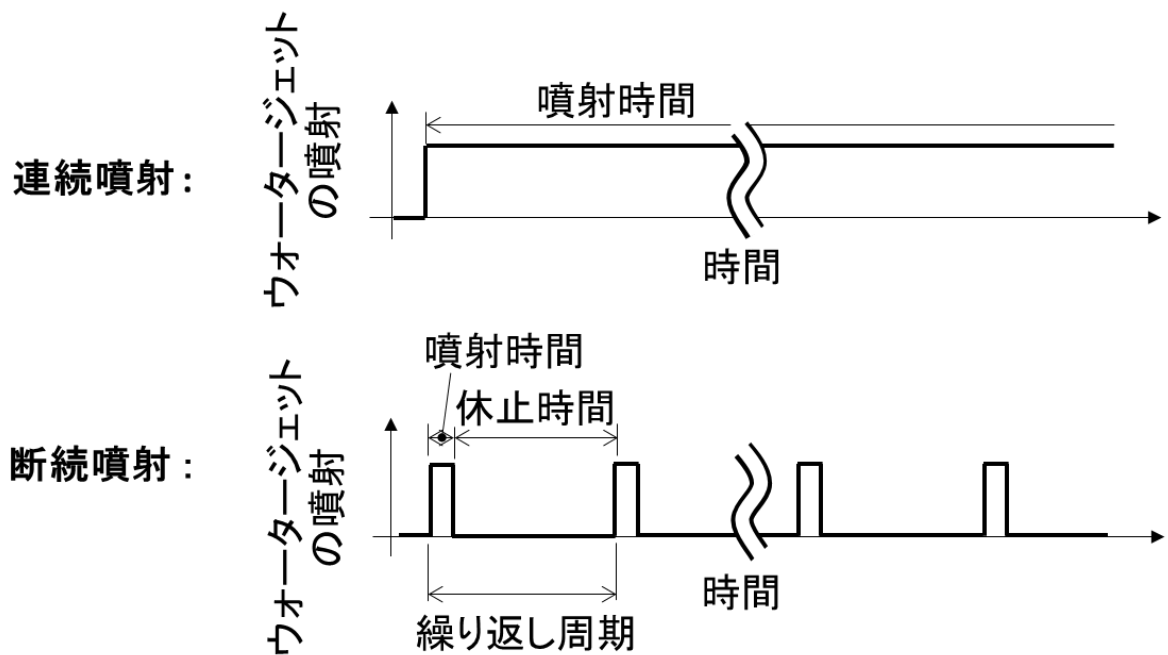 連続噴射：
ウォータージェット
の噴射
噴射時間
時間
断続噴射：
ウォータージェット
の噴射
噴射時間
休止時間
時間
繰り返し周期